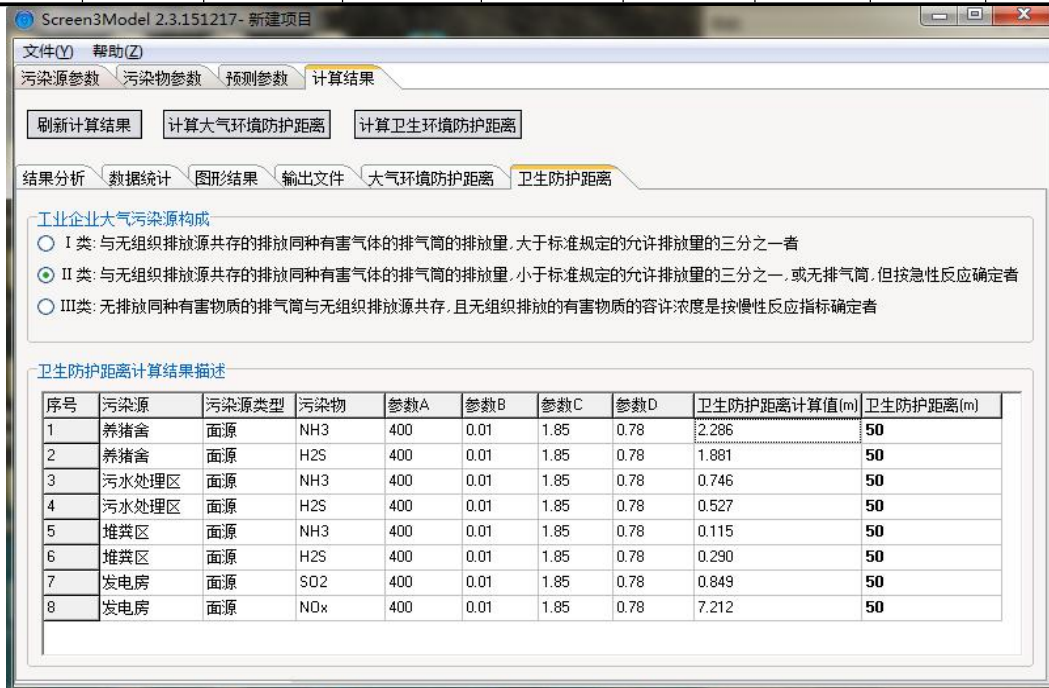 Screen3Model 2.3.151217- 新建项目
文件(Y) 帮助(Z)
污染源参数 污染物参数 预测参数 计算结果
刷新计算结果 计算大气环境防护距离 计算卫生环境防护距离
结果分析 数据统计 图形结果 输出文件 大气环境防护距离 卫生防护距离
工业企业大气污染源构成
I 类: 与无组织排放源共存的排放同种有害气体的排气筒的排放量,大于标准规定的允许排放量的三分之一者
II 类: 与无组织排放源共存的排放同种有害气体的排气筒的排放量,小于标准规定的允许排放量的三分之一,或无排气筒,但按急性反应确定者
III类: 无排放同种有害物质的排气筒与无组织排放源共存,且无组织排放的有害物质的容许浓度是按慢性反应指标确定者
卫生防护距离计算结果描述
序号 污染源 污染源类型 污染物 参数A 参数B 参数C 参数D 卫生防护距离计算值(m) 卫生防护距离(m)
1 养猪舍 面源 NH3 400 0.01 1.85 0.78 2.286 50
2 养猪舍 面源 H2S 400 0.01 1.85 0.78 1.881 50
3 污水处理区 面源 NH3 400 0.01 1.85 0.78 0.746 50
4 污水处理区 面源 H2S 400 0.01 1.85 0.78 0.527 50
5 堆粪区 面源 NH3 400 0.01 1.85 0.78 0.115 50
6 堆粪区 面源 H2S 400 0.01 1.85 0.78 0.290 50
7 发电房 面源 SO2 400 0.01 1.85 0.78 0.849 50
8 发电房 面源 NOx 400 0.01 1.85 0.78 7.212 50